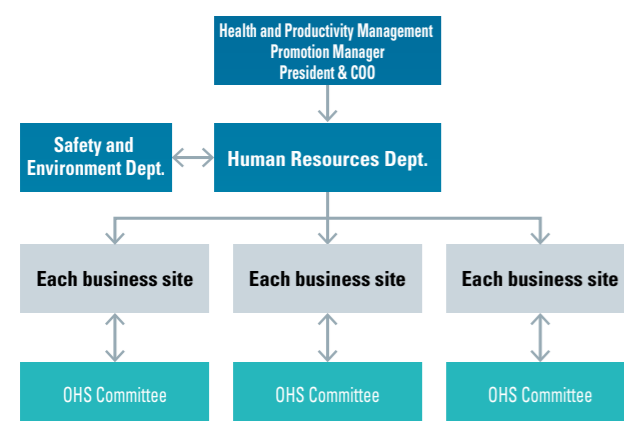 Health and Productivity Management
Promotion Manager
President & COO
Safety and
Environment Dept.
Human Resources Dept.
Each business site
Each business site
Each business site
OHS Committee
OHS Committee
OHS Committee